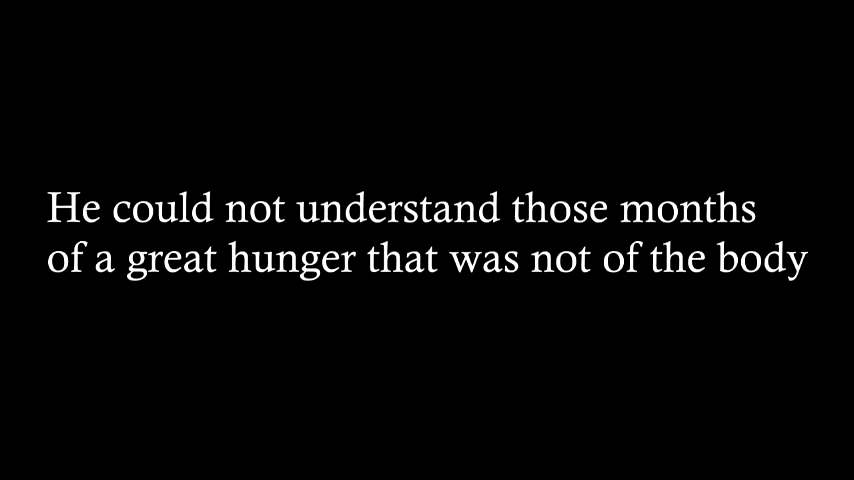 He could not understand those months
of a great hunger that was not of the body